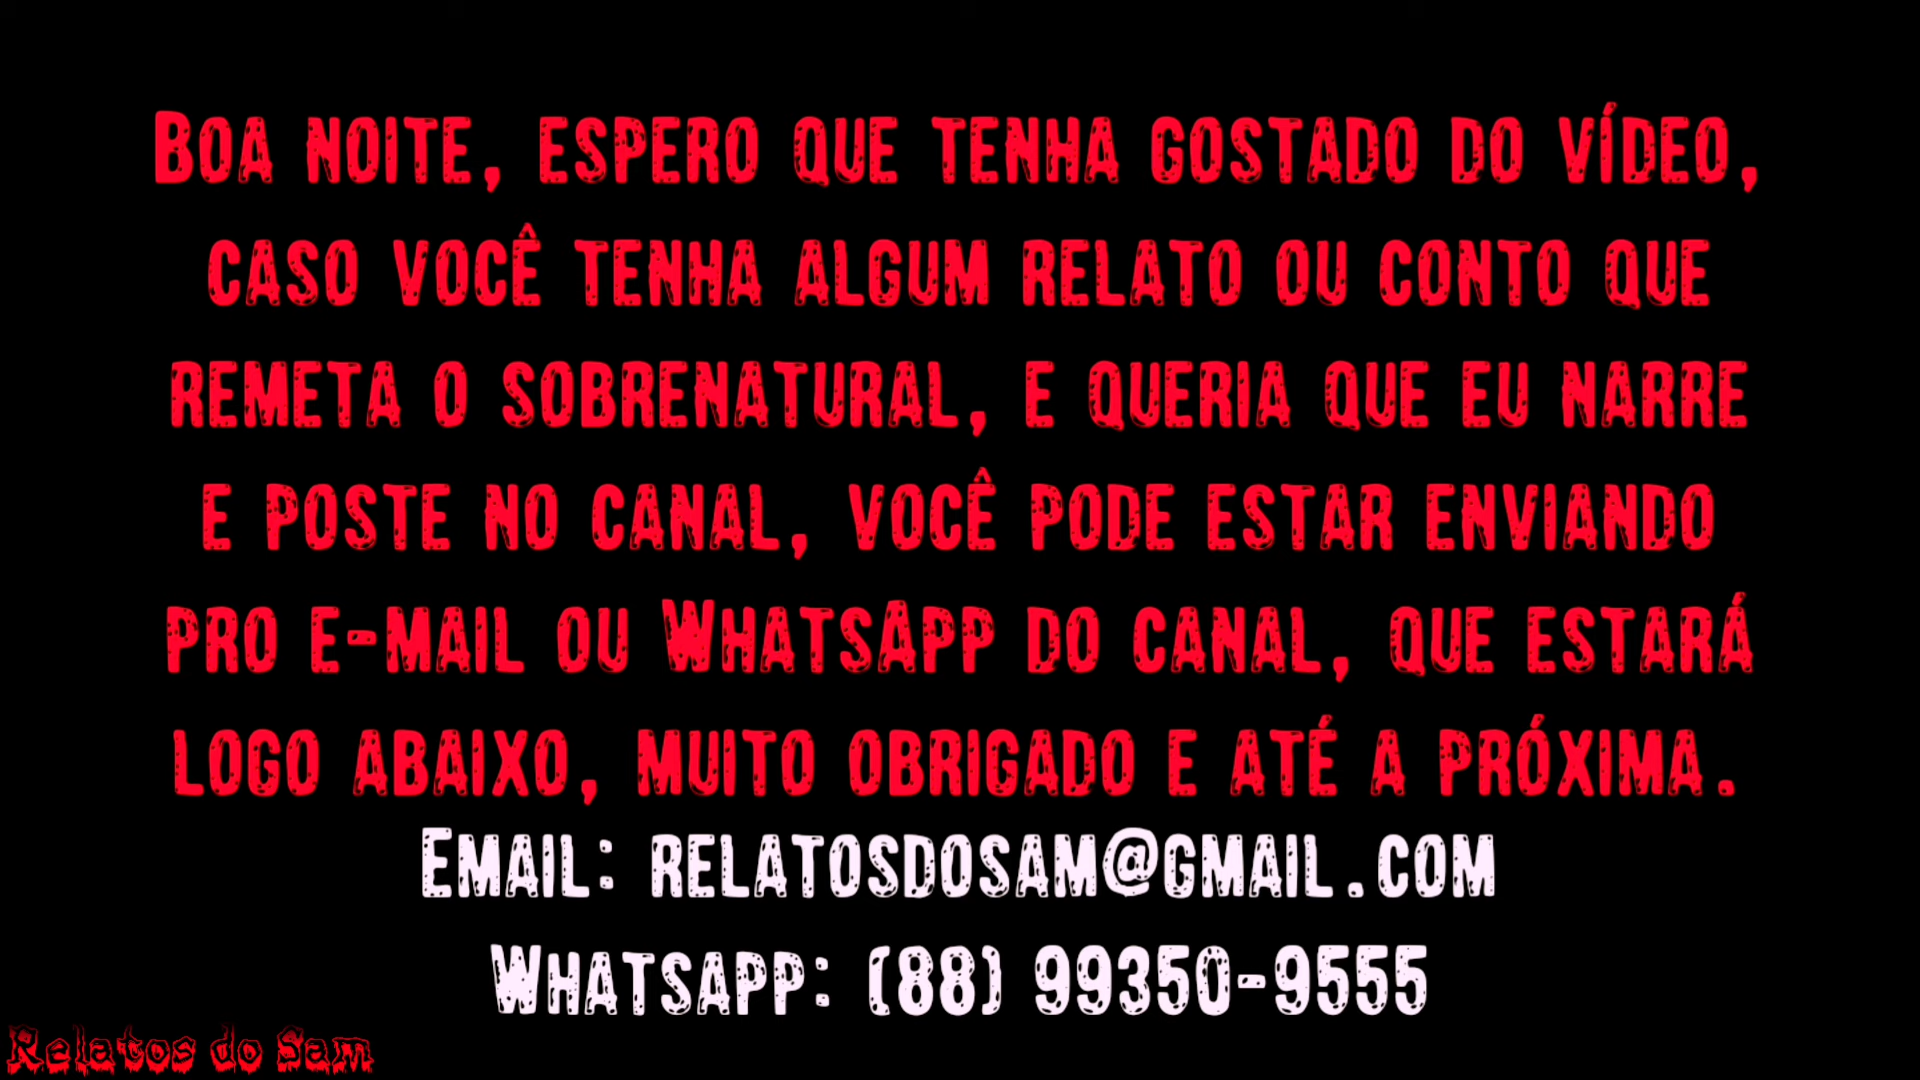 Boa noite, espero que tenha gostado do vídeo,
caso você tenha algum relato ou conto que
remeta o sobrenatural, e queria que eu narre
e poste no canal, você pode estar enviando
pro e-mail ou WhatsApp do canal, que estará
logo abaixo, muito obrigado e até a próxima.
Email: relatosdosam@gmail.com
Whatsapp: (88) 99350-9555
Relatos do Sam